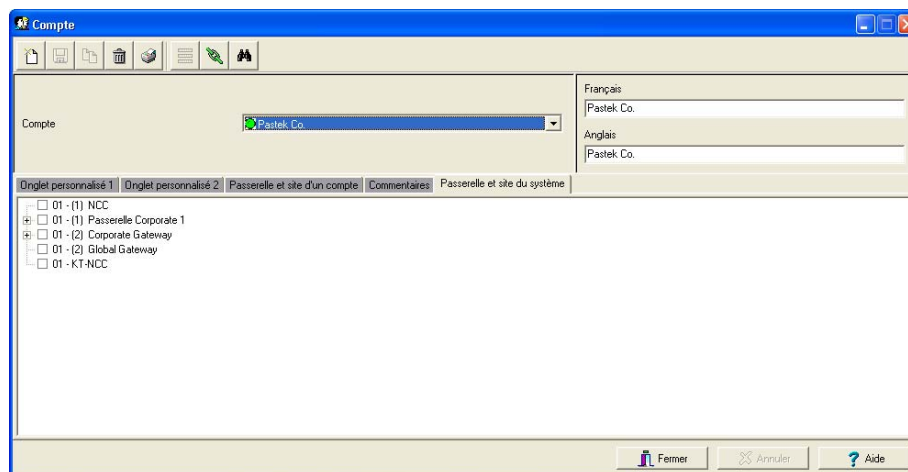 Compte
Français
Pastek Co.
Compte
Pastek Co.
Anglais
Pastek Co.
Onglet personnalisé 1 Onglet personnalisé 2 Passerelle et site d'un compte Commentaires Passerelle et site du système
01 - (1) NCC
01 - (1) Passerelle Corporate 1
01 - (2) Corporate Gateway
01 - (2) Global Gateway
01 - KT-NCC
Fermer Annuler Aide